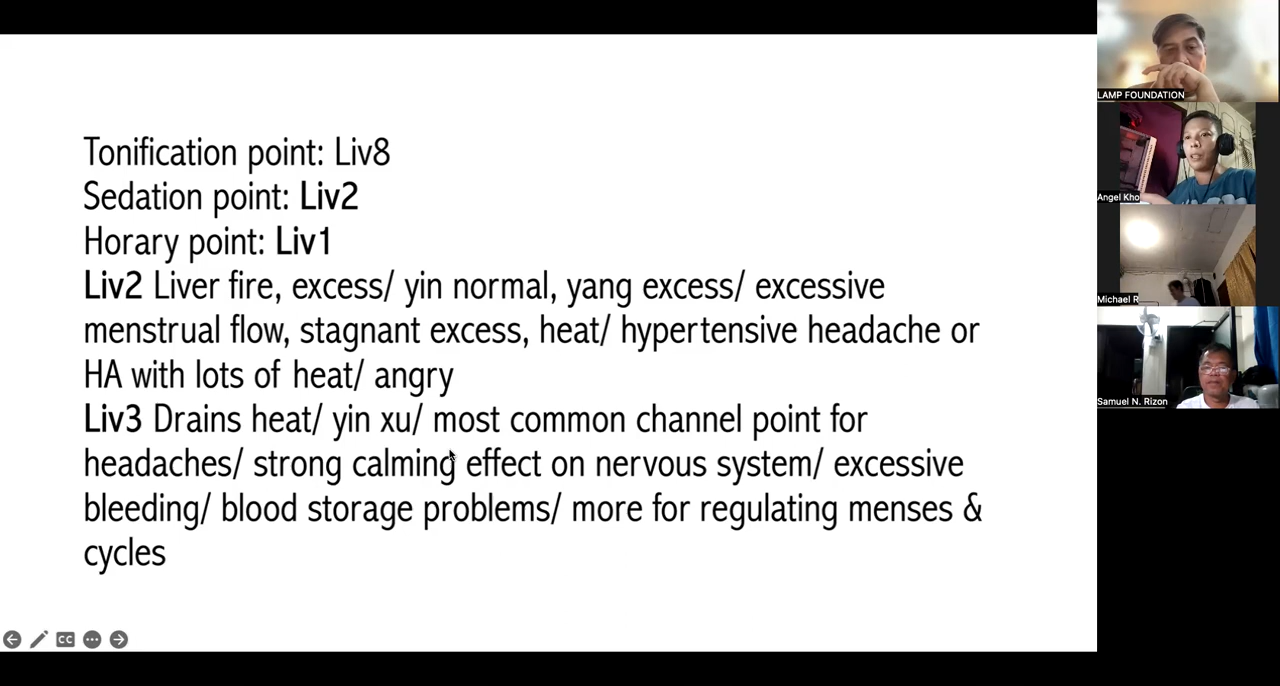 Tonification point: Liv8
Sedation point: Liv2
Horary point: Liv1
Liv2 Liver fire, excess/ yin normal, yang excess/ excessive
menstrual flow, stagnant excess, heat/ hypertensive headache or
HA with lots of heat/ angry
Liv3 Drains heat/ yin xu/ most common channel point for
headaches/ strong calming effect on nervous system/ excessive
bleeding/ blood storage problems/ more for regulating menses &
cycles
CC
LAMP FOUNDATION
Angel Kho
Michael R
Samuel N. Rizon